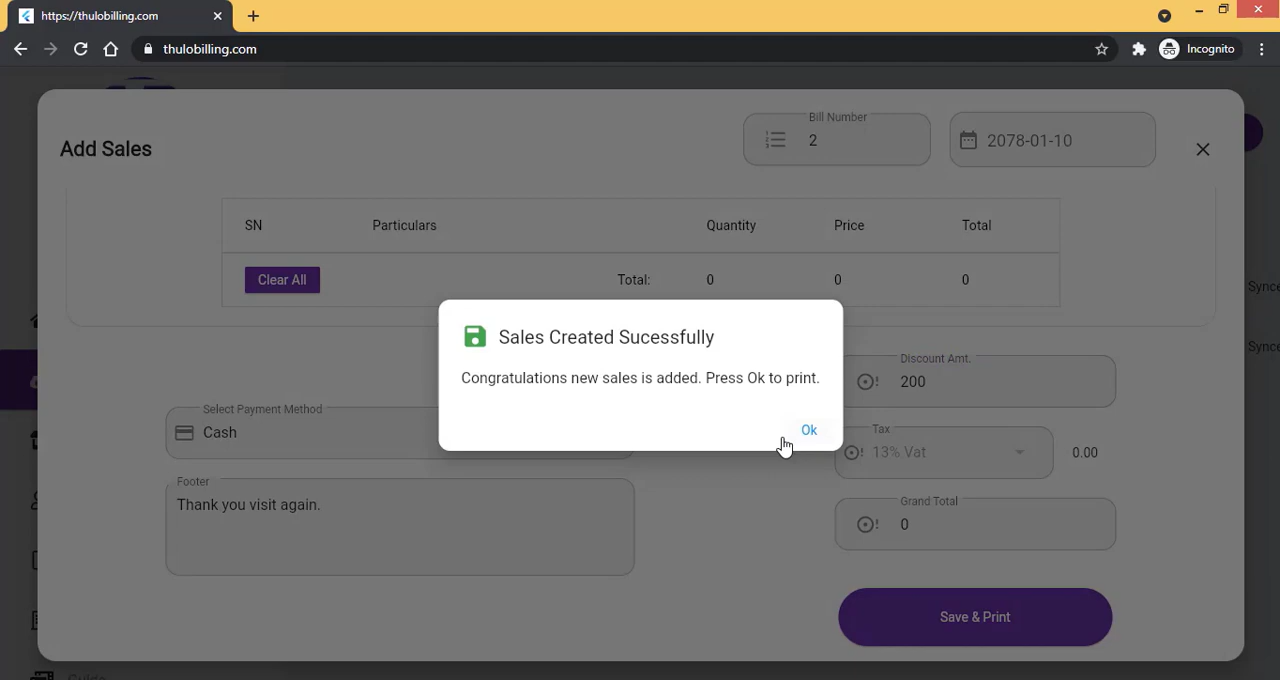 https://thulobilling.com
thulobilling.com
Incognito
Add Sales
Bill Number
2
2078-01-10
SN Particulars Quantity Price Total
Clear All Total: 0 0 0
Sales Created Sucessfully
Congratulations new sales is added. Press Ok to print.
Ok
Select Payment Method
Cash
Footer
Thank you visit again.
Discount Amt.
200
Tax
13% Vat 0.00
Grand Total
0
Save & Print